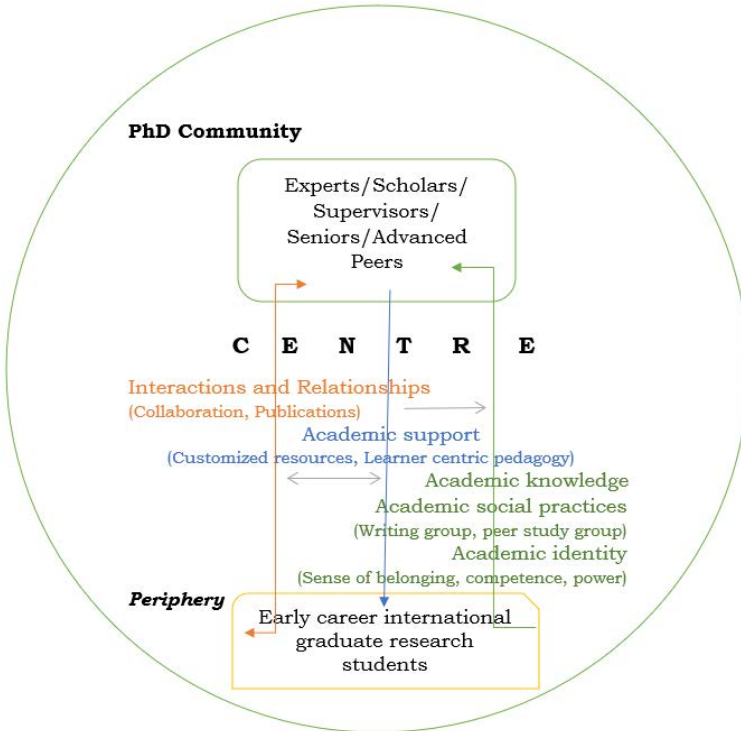 PhD Community
Experts/Scholars/
Supervisors/
Seniors/Advanced
Peers
C E N T R E
Interactions and Relationships
(Collaboration, Publications)
Academic support
(Customized resources, Learner centric pedagogy)
Academic knowledge
Academic social practices
(Writing group, peer study group)
Academic identity
(Sense of belonging, competence, power)
Periphery
Early career international
graduate research
students